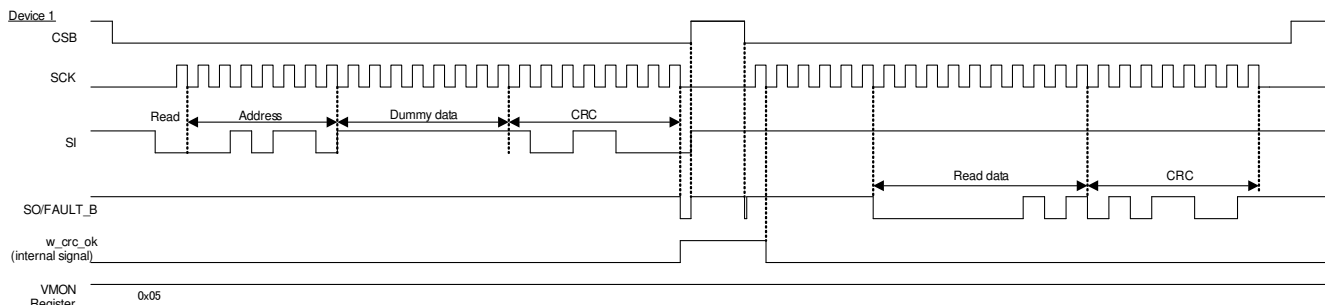 Device 1
CSB
SCK
Read Address Dummy data CRC
SI
Read data CRC
SO/FAULT_B
w_crc_ok
(internal signal)
VMON 0x05
Register